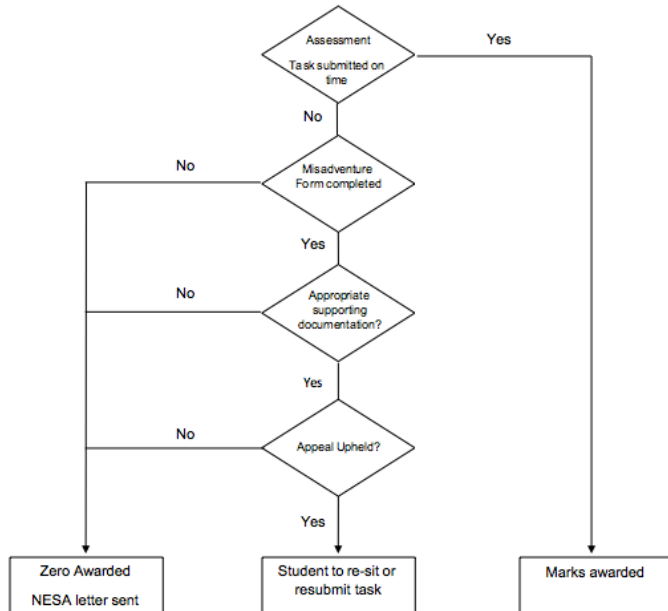 Assessment
Yes
Task submitted on
time
No
No
Misadventure
Form completed
Yes
No
Appropriate
supporting
documentation?
Yes
No
Appeal Upheld?
Yes
Zero Awarded
NESA letter sent
Student to re-sit or
resubmit task
Marks awarded